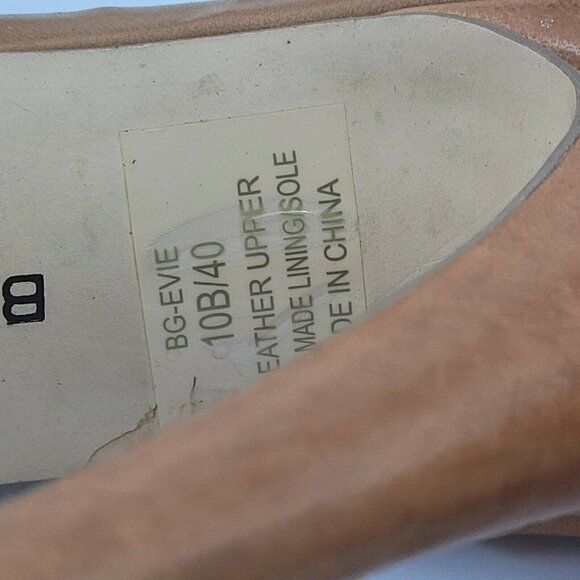 BG-EVIE
10B/40
EATHER UPPER
MADE LINING/SOLE
DE IN CHINA
B